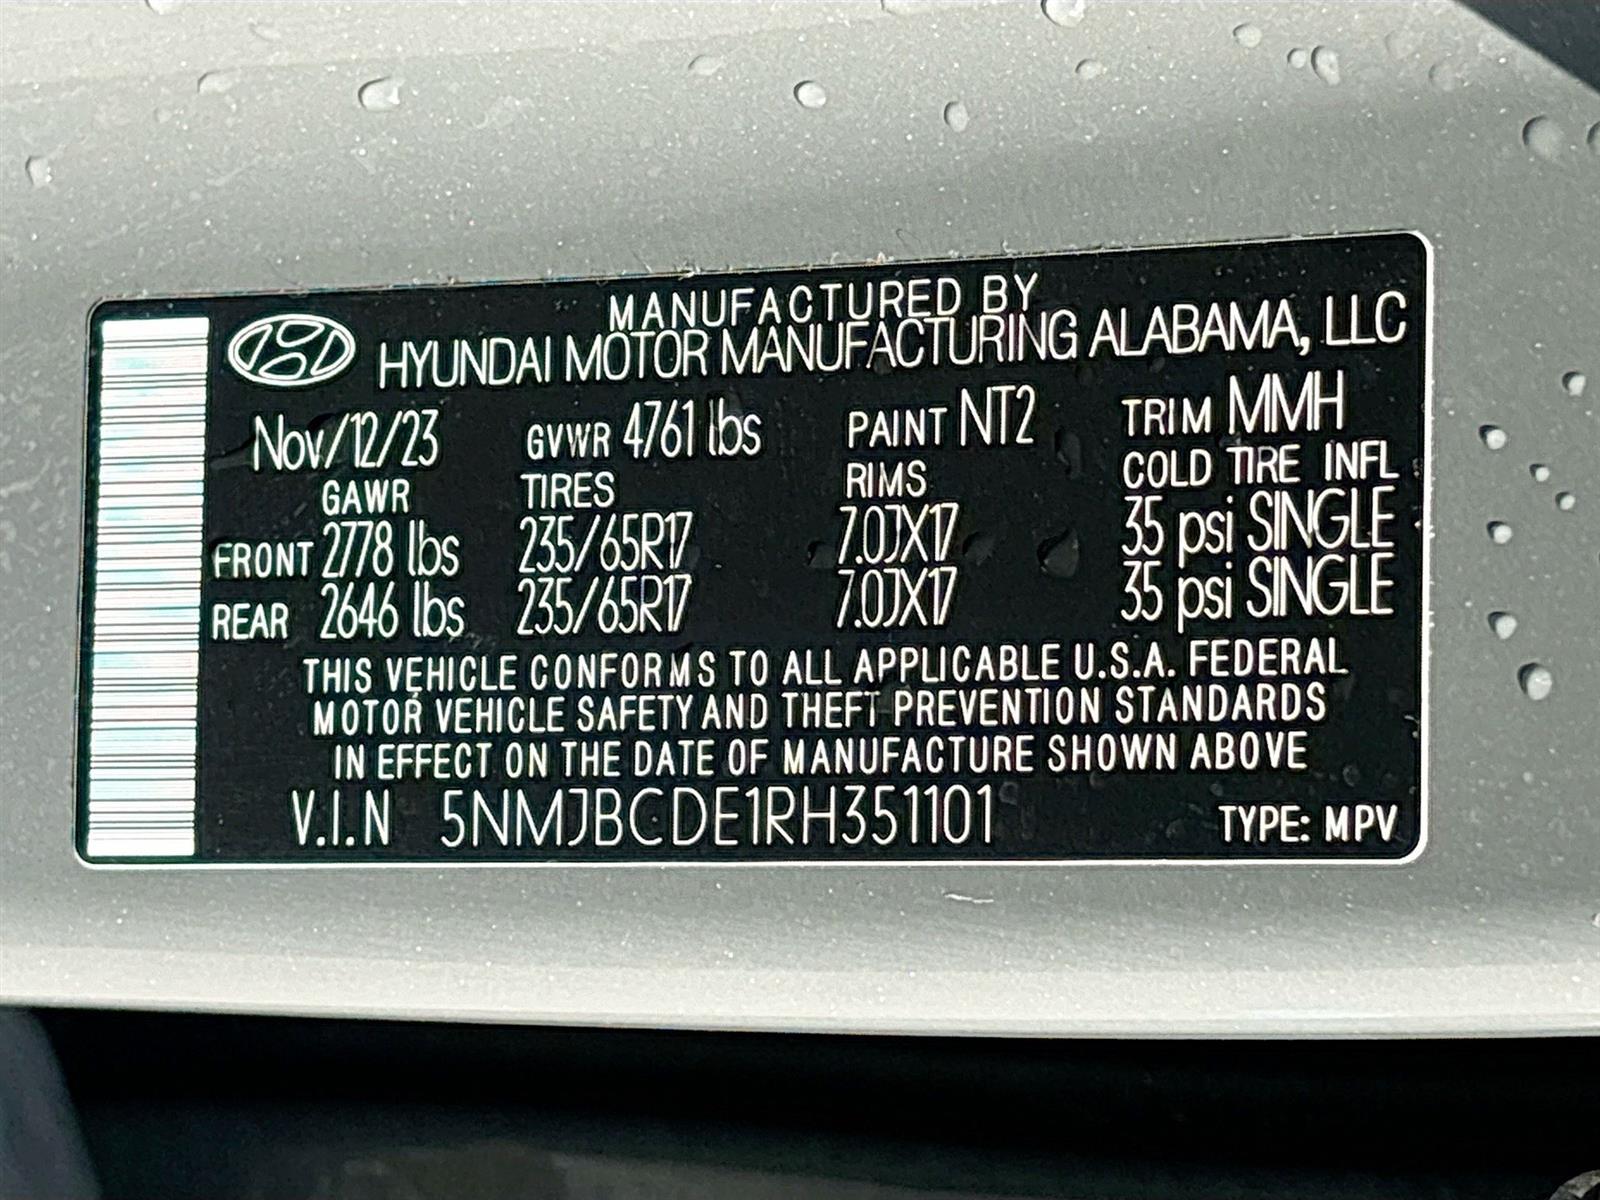 MANUFACTURED BY
HYUNDAI MOTOR MANUFACTURING ALABAMA, LLC
Nov/12/23 GVWR 4761 lbs PAINT NT2 TRIM MMH
GAWR TIRES RIMS COLD TIRE INFL
FRONT 2778 lbs 235/65R17 7.0JX17 35 psi SINGLE
REAR 2646 lbs 235/65R17 7.0JX17 35 psi SINGLE
THIS VEHICLE CONFORMS TO ALL APPLICABLE U.S.A. FEDERAL
MOTOR VEHICLE SAFETY AND THEFT PREVENTION STANDARDS
IN EFFECT ON THE DATE OF MANUFACTURE SHOWN ABOVE
V.I.N 5NMJBCDE1RH351101 TYPE: MPV